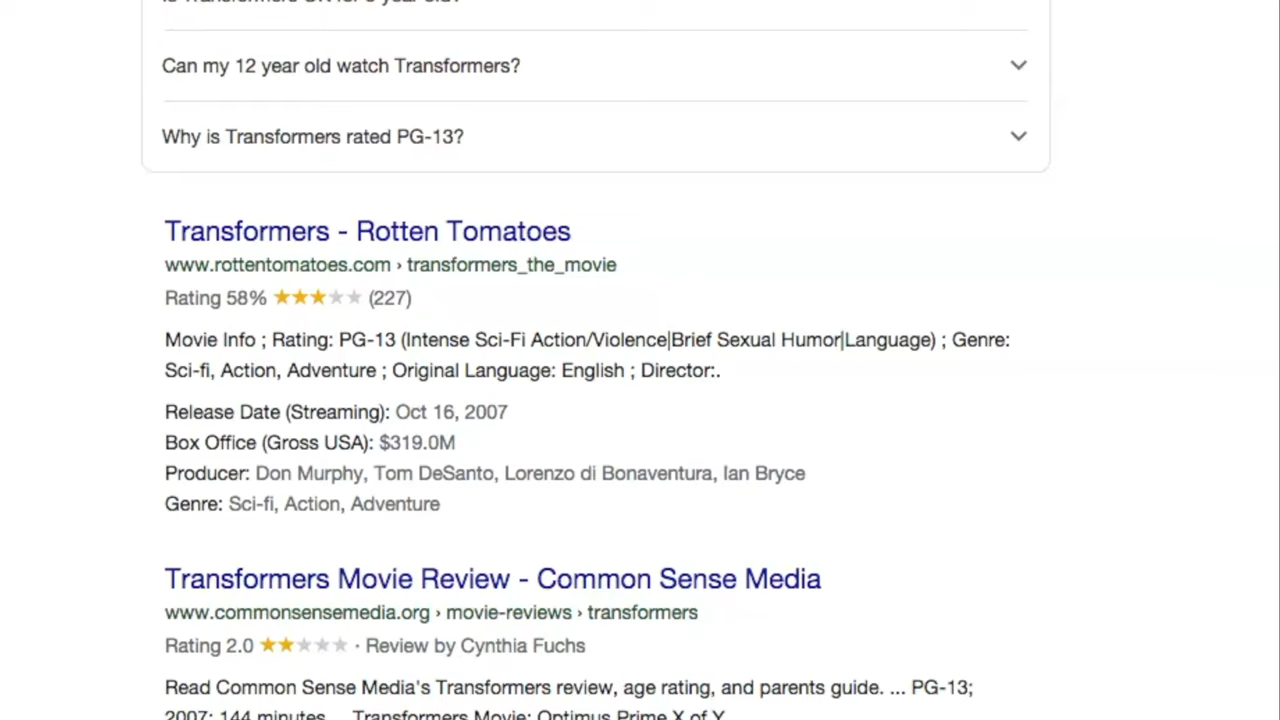 Can my 12 year old watch Transformers?
Why is Transformers rated PG-13?
Transformers - Rotten Tomatoes
www.rottentomatoes.com › transformers_the_movie
Rating 58% ★★★★★ (227)
Movie Info ; Rating: PG-13 (Intense Sci-Fi Action/Violence|Brief Sexual Humor|Language) ; Genre:
Sci-fi, Action, Adventure ; Original Language: English ; Director:.
Release Date (Streaming): Oct 16, 2007
Box Office (Gross USA): $319.0M
Producer: Don Murphy, Tom DeSanto, Lorenzo di Bonaventura, Ian Bryce
Genre: Sci-fi, Action, Adventure
Transformers Movie Review - Common Sense Media
www.commonsensemedia.org › movie-reviews › transformers
Rating 2.0 ★★★★★ · Review by Cynthia Fuchs
Read Common Sense Media's Transformers review, age rating, and parents guide. ... PG-13;
2007; 144 minutes ... Transformers Movie: Optimus Prime X of Y